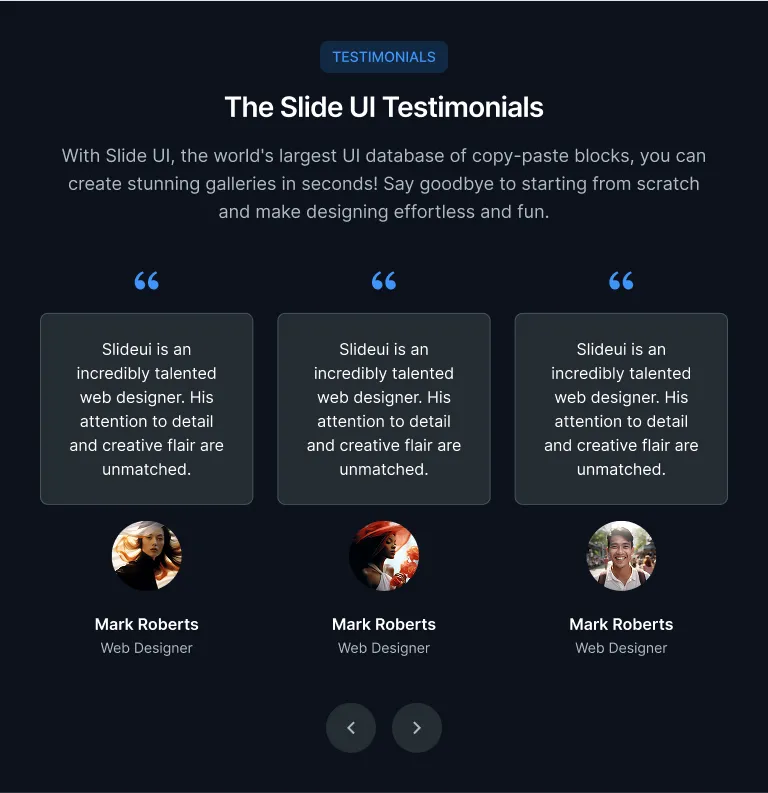 TESTIMONIALS
The Slide UI Testimonials
With Slide UI, the world's largest UI database of copy-paste blocks, you can
create stunning galleries in seconds! Say goodbye to starting from scratch
and make designing effortless and fun.
Slideui is an
incredibly talented
web designer. His
attention to detail
and creative flair are
unmatched.
Mark Roberts
Web Designer
Slideui is an
incredibly talented
web designer. His
attention to detail
and creative flair are
unmatched.
Mark Roberts
Web Designer
Slideui is an
incredibly talented
web designer. His
attention to detail
and creative flair are
unmatched.
Mark Roberts
Web Designer